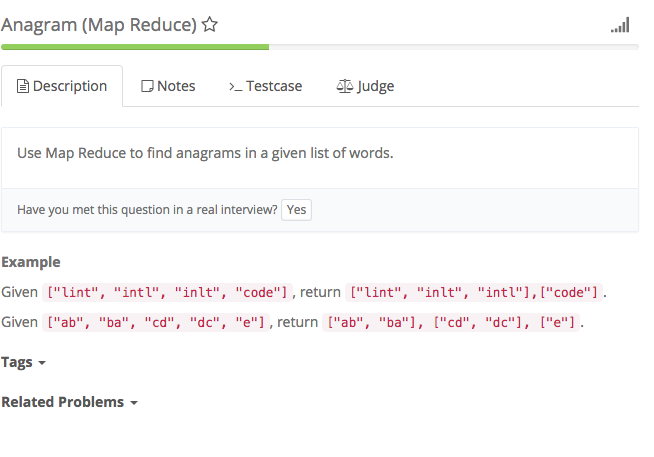 Anagram (Map Reduce)
Description Notes Testcase Judge
Use Map Reduce to find anagrams in a given list of words.
Have you met this question in a real interview? Yes
Example
Given ["lint", "intl", "inlt", "code"], return ["lint", "inlt", "intl"],["code"].
Given ["ab", "ba", "cd", "dc", "e"], return ["ab", "ba"], ["cd", "dc"], ["e"].
Tags
Related Problems